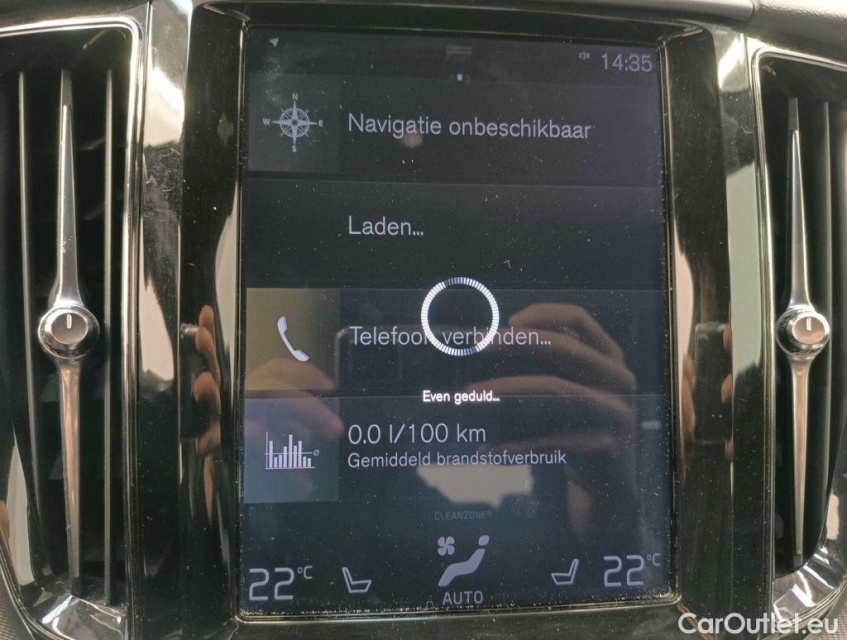 14:35
N
W E
S
Navigatie onbeschikbaar
Laden...
Telefoon verbinden...
Even geduld...
0.0 l/100 km
Gemiddeld brandstofverbruik
CLEANZONE®
22°C
AUTO
22°C
CarOutlet.eu